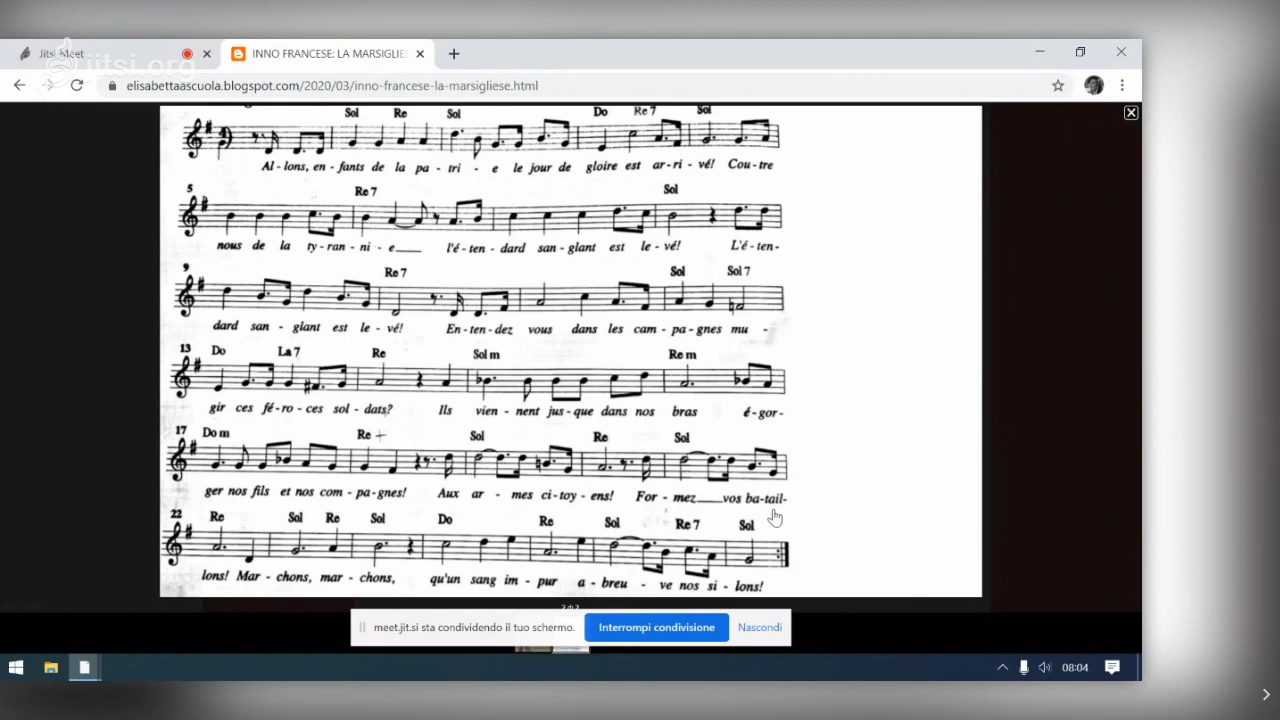 Jitsi Meet
INNO FRANCESE: LA MARSIGLIE
jitsi.org
elisabettaascuola.blogspot.com/2020/03/inno-francese-la-marsigliese.html
Sol Re Sol Do Re 7 Sol
Al - lons, en - fants de la pa - tri - e le jour de gloire est ar - ri - vé! Coutre
5 Re 7 Sol
nous de la ty - ran - ni - e l'é - ten - dard san - glant est le - vé! L'é - ten -
9 Re 7 Sol Sol 7
dard san - glant est le - vé! En - ten - dez vous dans les cam - pa - gnes mu -
13 Do La 7 Re Sol m Re m
gir ces fé - ro - ces sol - dats? Ils vien - nent jus - que dans nos bras é - gor -
17 Do m Re Sol Re Sol
ger nos fils et nos com - pa - gnes! Aux ar - mes ci - toy - ens! For - mez vos ba - tail -
22 Re Sol Re Sol Do Re Sol Re 7 Sol
lons! Mar - chons, mar - chons, qu'un sang im - pur a - breu - ve nos si - lons!
meet.jit.si sta condividendo il tuo schermo. Interrompi condivisione Nascondi
08:04